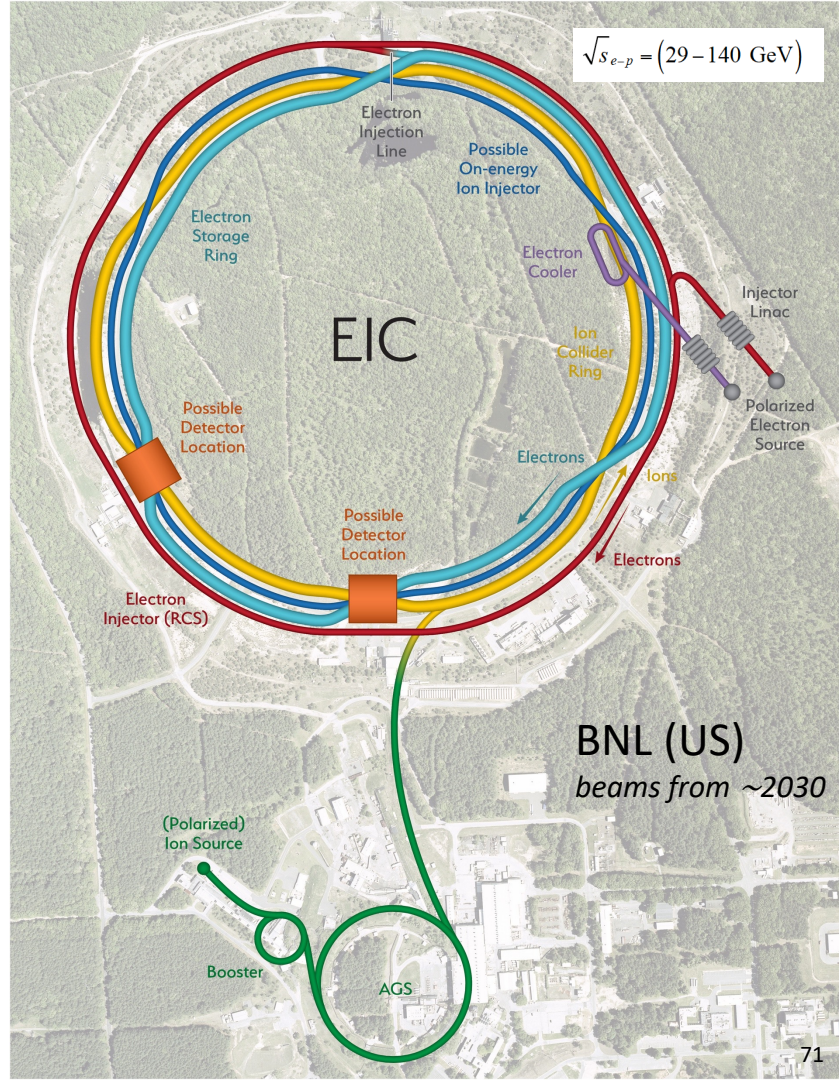 √s e−p = (29 − 140 GeV)
Electron
Injection
Line
Possible
On-energy
Ion Injector
Electron
Storage
Ring
Electron
Cooler
Injector
Linac
EIC
Ion
Collider
Ring
Possible
Detector
Location
Polarized
Electron
Source
Electrons
Ions
Possible
Detector
Location
Electrons
Electron
Injector (RCS)
BNL (US)
beams from ~2030
(Polarized)
Ion Source
Booster
AGS
71